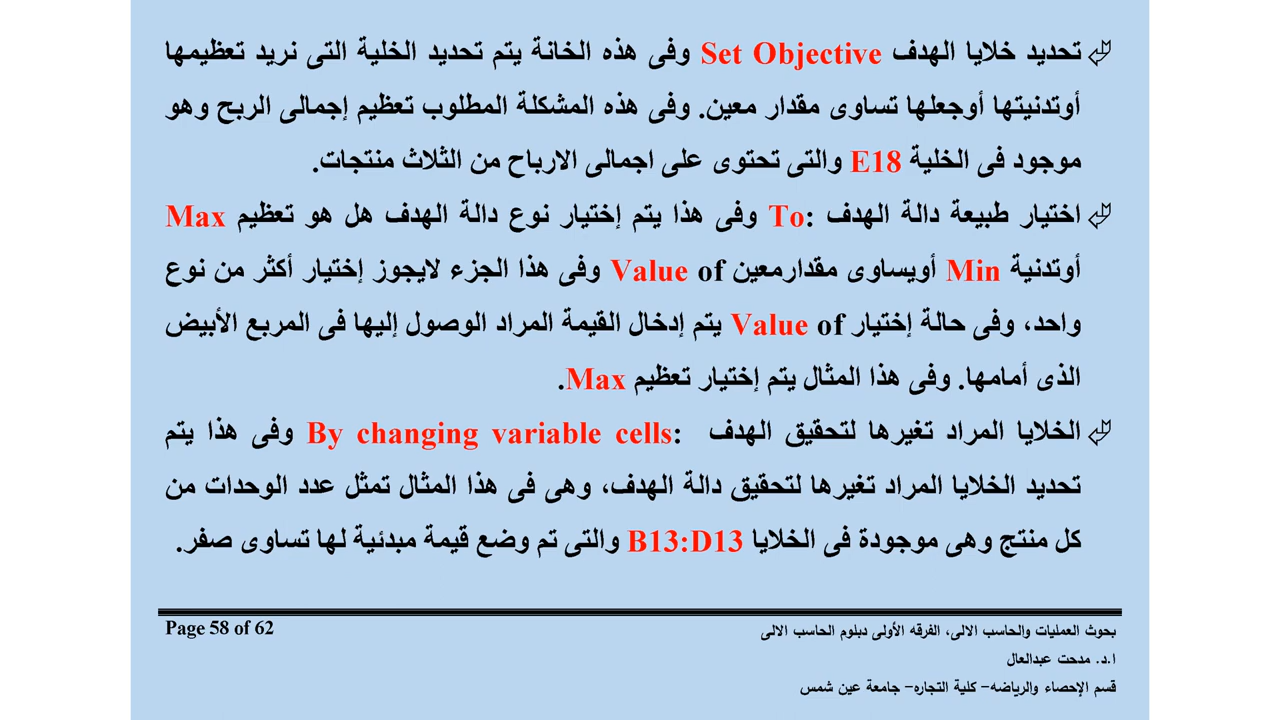 تحديد خلايا الهدف Set Objective وفى هذه الخانة يتم تحديد الخلية التى نريد تعظيمها
أوتدنيتها أوجعلها تساوى مقدار معين. وفى هذه المشكلة المطلوب تعظيم إجمالى الربح وهو
موجود فى الخلية E18 والتى تحتوى على اجمالى الارباح من الثلاث منتجات.
اختيار طبيعة دالة الهدف To: وفى هذا يتم إختيار نوع دالة الهدف هل هو تعظيم Max
أوتدنية Min أويساوى مقدارمعين Value of وفى هذا الجزء لايجوز إختيار أكثر من نوع
واحد، وفى حالة إختيار Value of يتم إدخال القيمة المراد الوصول إليها فى المربع الأبيض
الذى أمامها. وفى هذا المثال يتم إختيار تعظيم Max.
الخلايا المراد تغيرها لتحقيق الهدف By changing variable cells: وفى هذا يتم
تحديد الخلايا المراد تغيرها لتحقيق دالة الهدف، وهى فى هذا المثال تمثل عدد الوحدات من
كل منتج وهى موجودة فى الخلايا B13:D13 والتى تم وضع قيمة مبدئية لها تساوى صفر.
بحوث العمليات والحاسب الالى، الفرقه الأولى دبلوم الحاسب الالى Page 58 of 62
ا.د. مدحت عبدالعال
قسم الإحصاء والرياضه- كلية التجاره- جامعة عين شمس